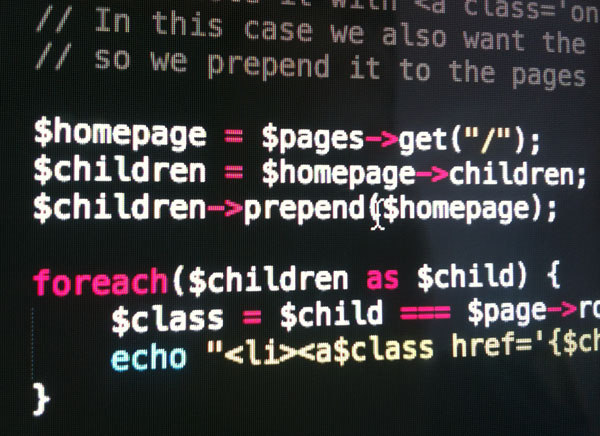 it with <a class='on
// In this case we also want the
// so we prepend it to the pages
$homepage = $pages->get("/");
$children = $homepage->children;
$children->prepend($homepage);
foreach($children as $child) {
$class = $child === $page->ro
echo "<li><a$class href='{$ch
}